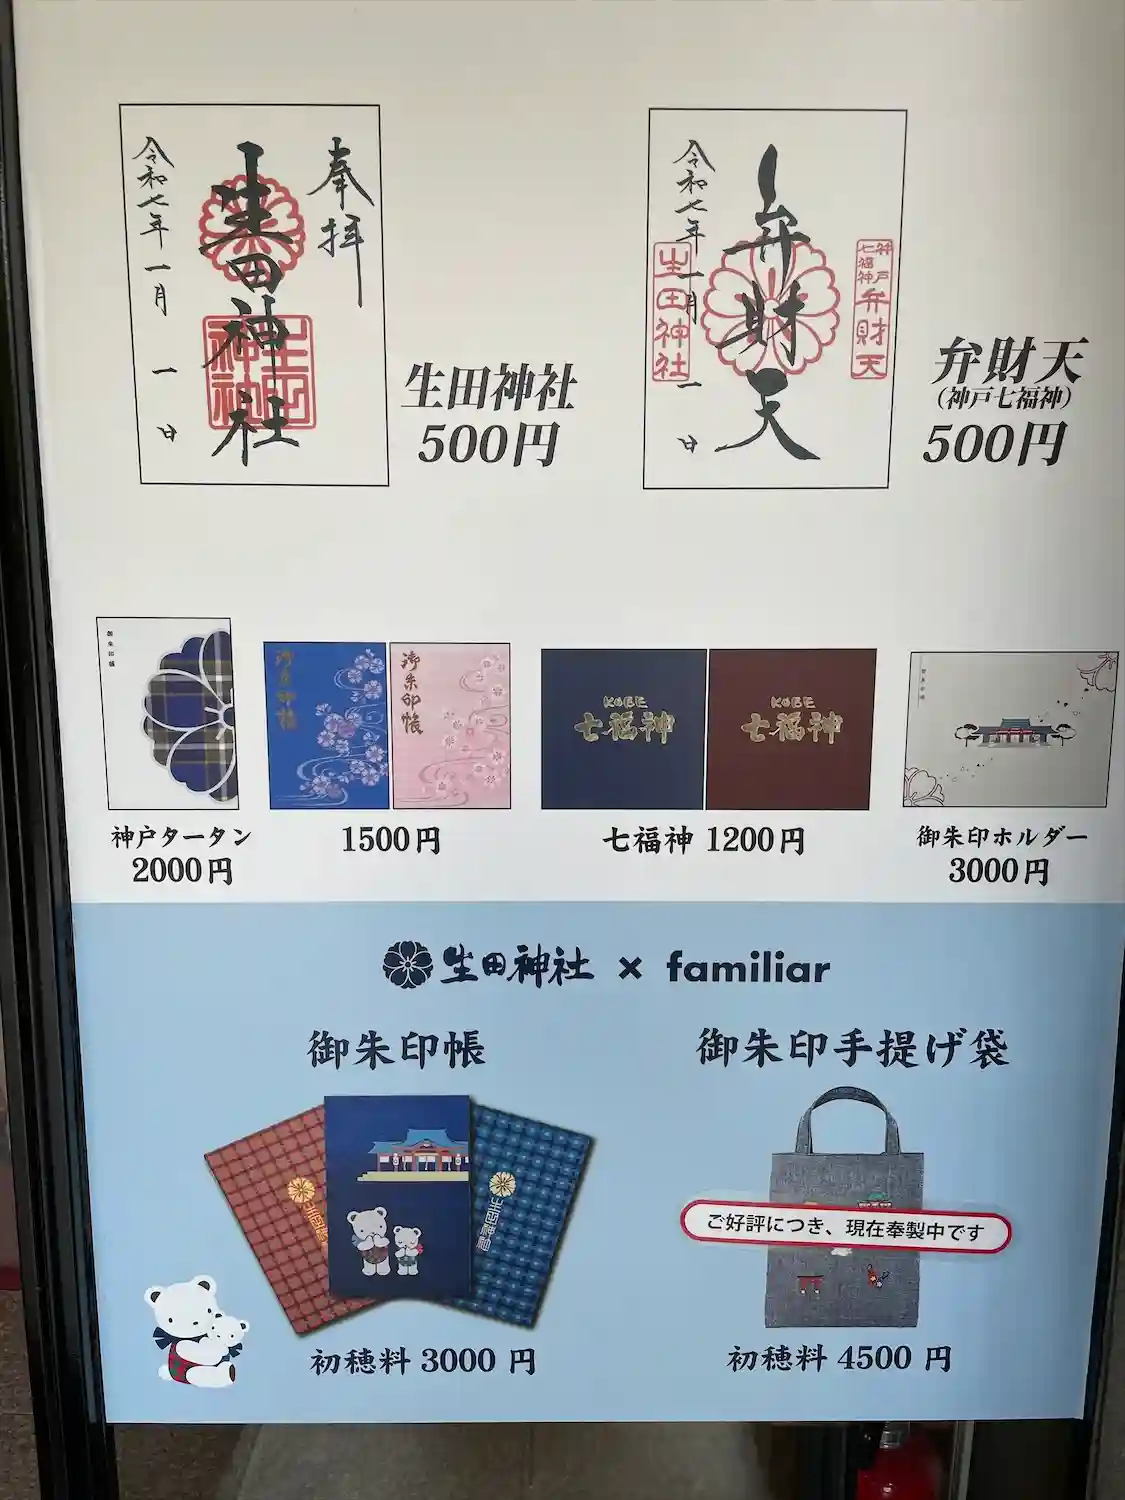 奉拝
生田神社
令和七年一月一日
生田神社
500円
弁財天
令和七年一月一日
生田神社
神戸七福神
弁財天
弁財天
(神戸七福神)
500円
御朱印帳
神戸タータン
2000円
御朱印帳
御朱印帳
1500円
KOBE
七福神
KOBE
七福神
七福神 1200円
御朱印ホルダー
3000円
生田神社 × familiar
御朱印帳
生田神社
初穂料 3000 円
御朱印手提げ袋
ご好評につき、現在奉製中です
初穂料 4500 円